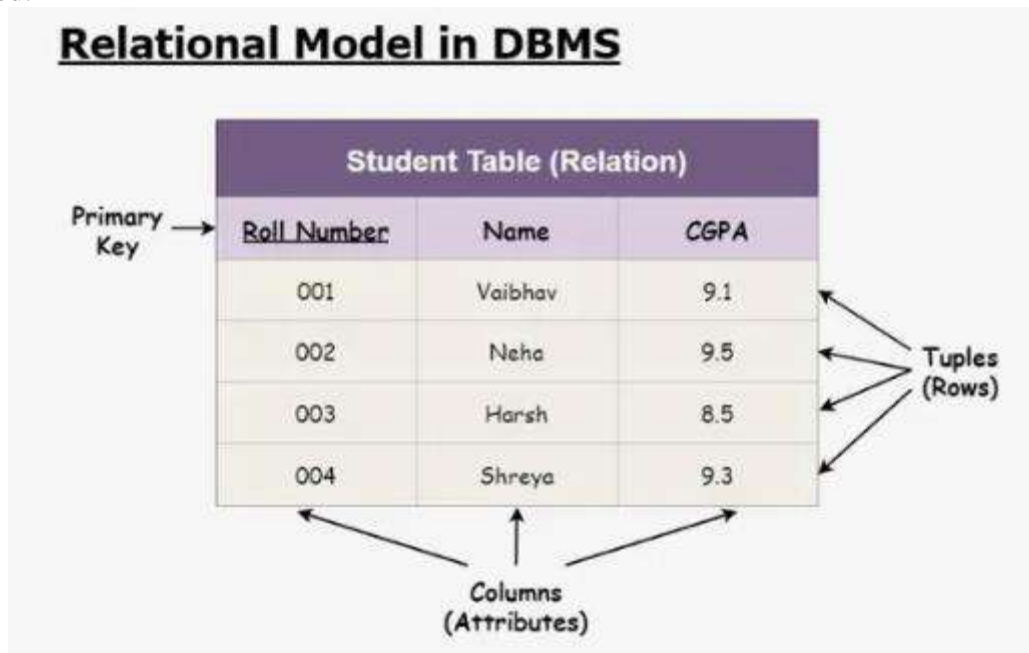 Relational Model in DBMS
Student Table (Relation)
Primary
Key
Roll Number Name CGPA
001 Vaibhav 9.1
002 Neha 9.5
003 Harsh 8.5
004 Shreya 9.3
Tuples
(Rows)
Columns
(Attributes)